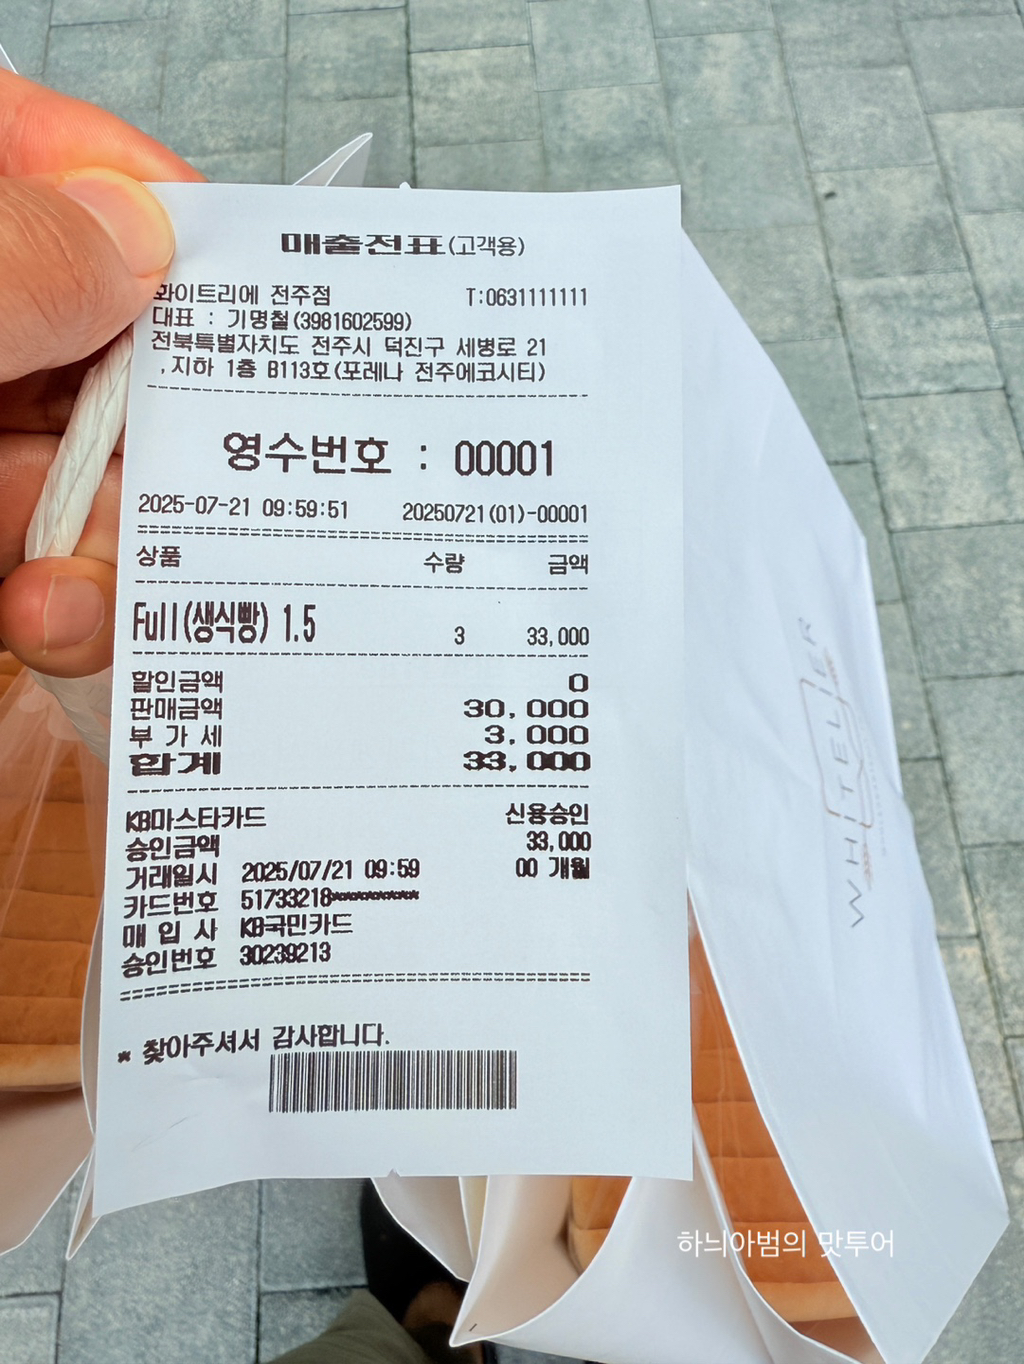 매출전표(고객용)
화이트리에 전주점 T:0631111111
대표 : 기명철(3981602599)
전북특별자치도 전주시 덕진구 세병로 21
,지하 1층 B113호(포레나 전주에코시티)
영수번호 : 00001
2025-07-21 09:59:51 20250721(01)-00001
상품 수량 금액
Full(생식빵) 1.5 3 33,000
할인금액 0
판매금액 30,000
부 가 세 3,000
합계 33,000
KB마스타카드 신용승인
승인금액 33,000
거래일시 2025/07/21 09:59 00 개월
카드번호 51733218**********
매 입 사 KB국민카드
승인번호 30239213
* 찾아주셔서 감사합니다.
WHITELIER
하늬아범의 맛투어